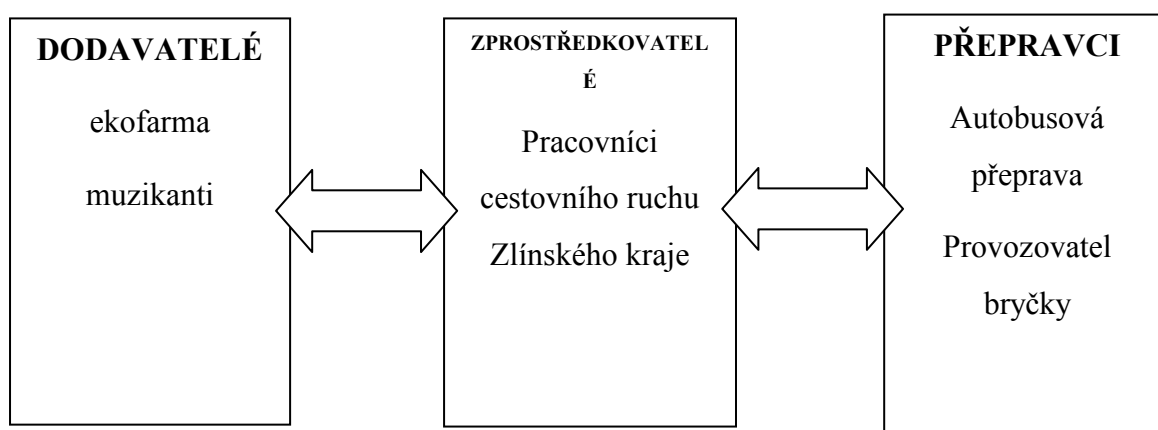 DODAVATELÉ
ekofarma
muzikanti
ZPROSTŘEDKOVATEL
É
Pracovníci
cestovního ruchu
Zlínského kraje
PŘEPRAVCI
Autobusová
přeprava
Provozovatel
bryčky